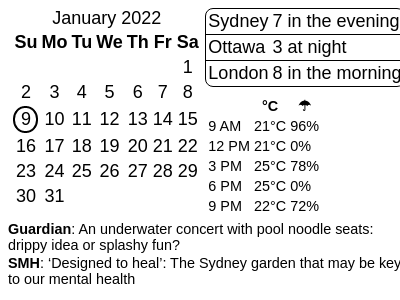 January 2022
Su Mo Tu We Th Fr Sa
1
2 3 4 5 6 7 8
9 10 11 12 13 14 15
16 17 18 19 20 21 22
23 24 25 26 27 28 29
30 31
Sydney 7 in the evening
Ottawa 3 at night
London 8 in the morning
°C ☂
9 AM 21°C 96%
12 PM 21°C 0%
3 PM 25°C 78%
6 PM 25°C 0%
9 PM 22°C 72%
Guardian: An underwater concert with pool noodle seats:
drippy idea or splashy fun?
SMH: ‘Designed to heal’: The Sydney garden that may be key
to our mental health